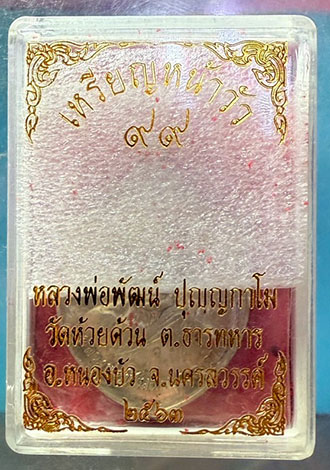 เหรียญหน้าวัว
๙๙
หลวงพ่อพัฒน์ ปุญฺญกาโม
วัดห้วยด้วน ต.ธารทหาร
อ.หนองบัว จ.นครสวรรค์
๒๕๖๓